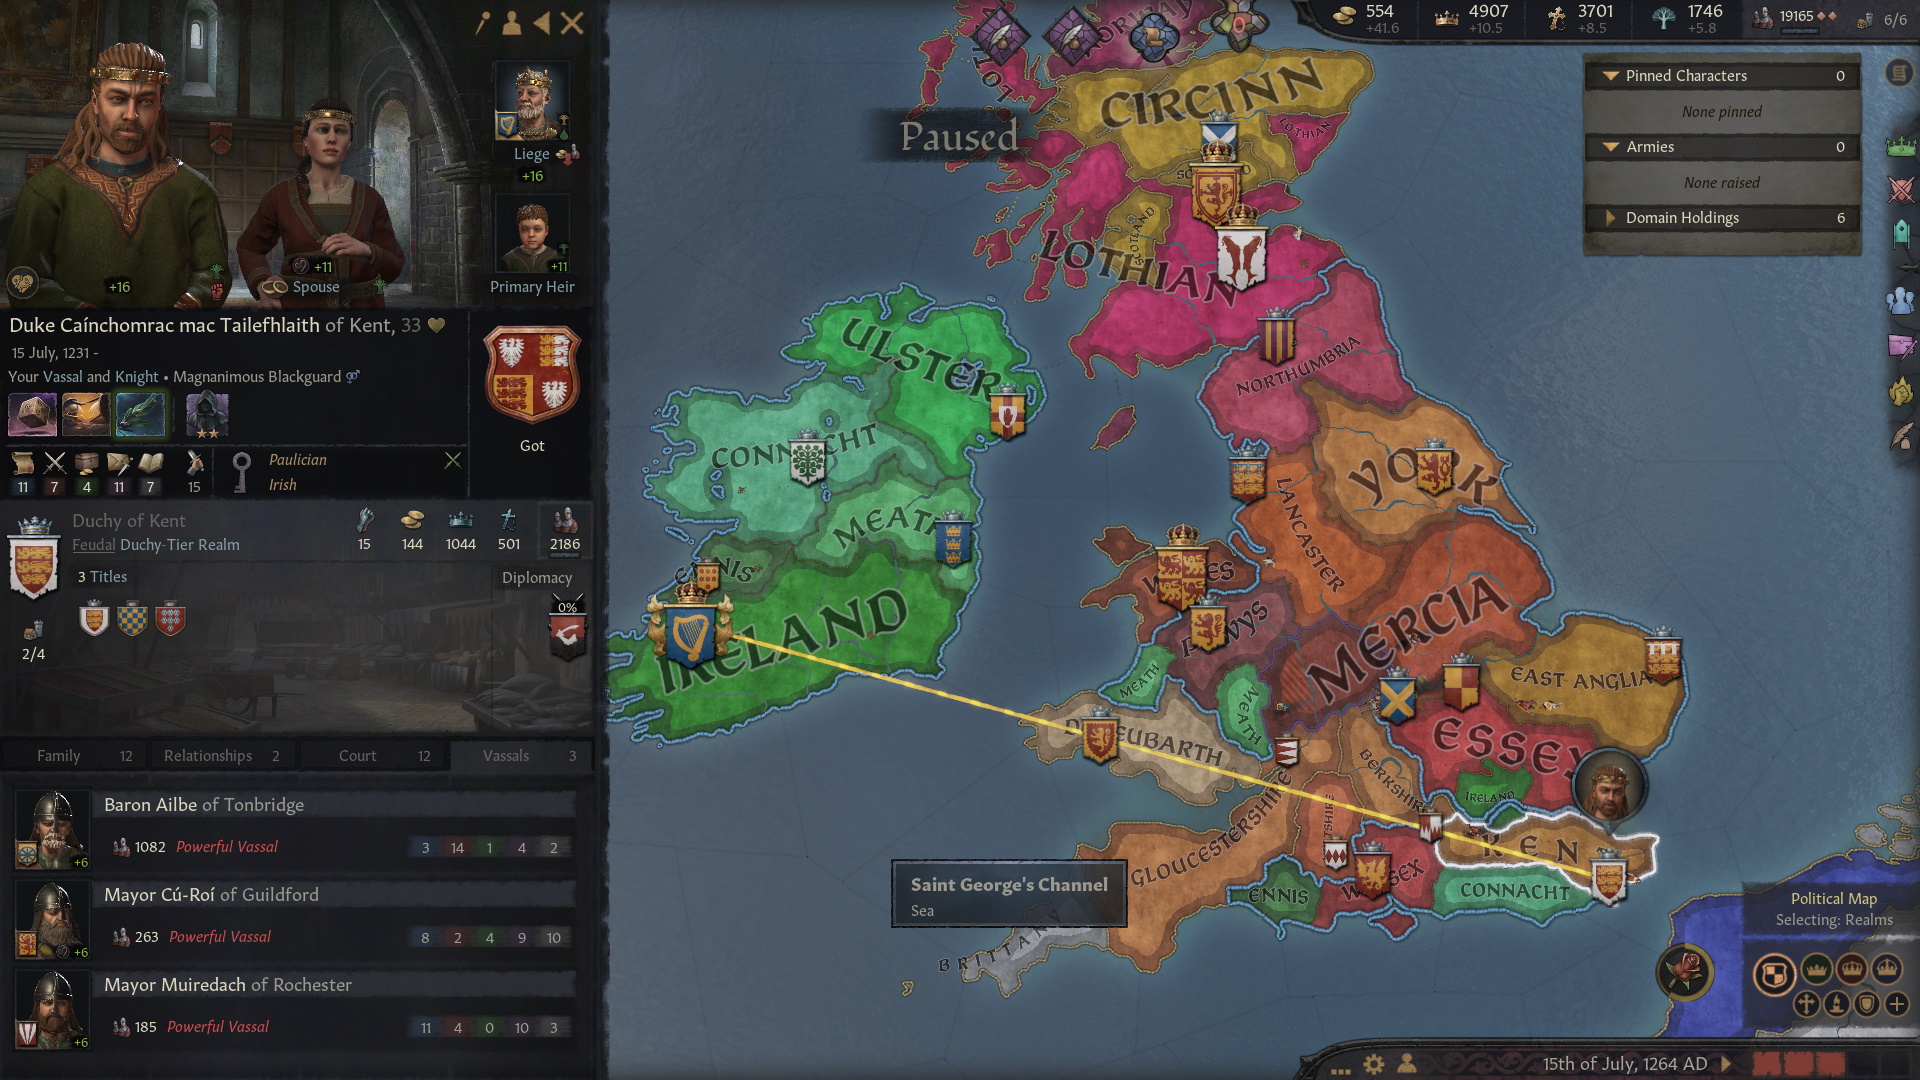 554
+41.6
4907
+10.5
3701
+8.5
1746
+5.8
19165
6/6
Paused
Pinned Characters 0
None pinned
Armies 0
None raised
Domain Holdings 6
Liege
+16
+11
Primary Heir
+16
+11
Spouse
Duke Caínchomrac mac Tailefhlaith of Kent, 33
15 July, 1231 -
Your Vassal and Knight • Magnanimous Blackguard
Got
11 7 4 11 7 15
Paulician
Irish
Duchy of Kent
Feudal Duchy-Tier Realm
15 144 1044 501 2186
3 Titles
Diplomacy
0%
2/4
Family 12
Relationships 2
Court 12
Vassals 3
Baron Ailbe of Tonbridge
1082 Powerful Vassal
3 14 1 4 2
+6
Mayor Cú-Roí of Guildford
263 Powerful Vassal
8 2 4 9 10
+6
Mayor Muiredach of Rochester
185 Powerful Vassal
11 4 0 10 3
+6
NORWAY
CIRCINN
LOTHIAN
SCOTLAND
LOTHIAN
NORTHUMBRIA
ULSTER
CONNACHT
MEATH
ENNIS
IRELAND
YORK
LANCASTER
MERCIA
MEATH
MEATH
DEHEUBARTH
EAST ANGLIA
ESSEX
BERKSHIRE
IRELAND
GLOUCESTERSHIRE
KENT
CONNACHT
ENNIS
WESSEX
BRITTANY
Saint George's Channel
Sea
Political Map
Selecting: Realms
15th of July, 1264 AD